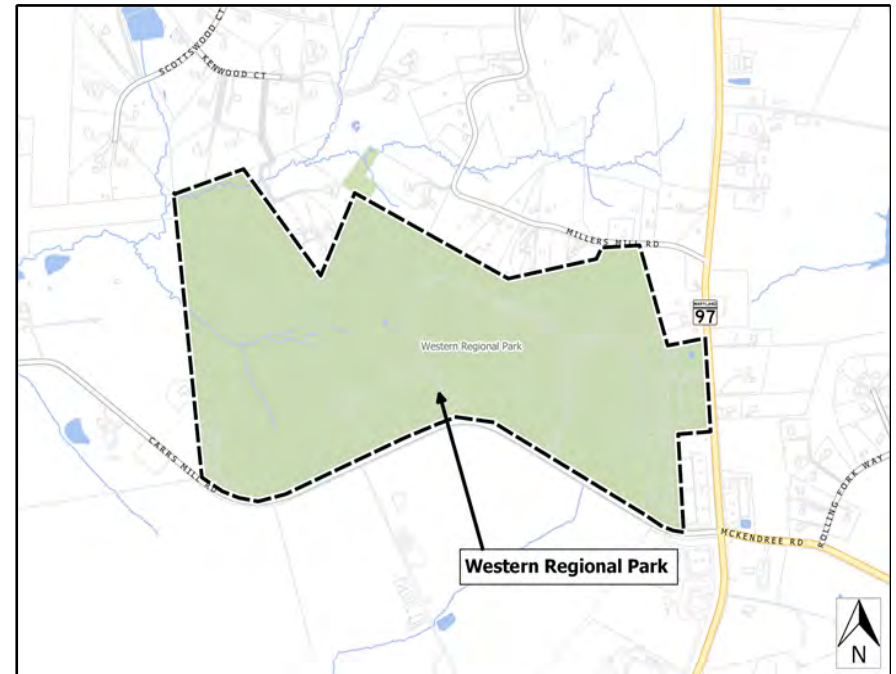 SCOTTSWOOD CT
KENWOOD CT
MILLERS MILL RD
MARYLAND
97
Western Regional Park
CARRS MILL RD
ROLLING FORK WAY
MCKENDREE RD
Western Regional Park
N